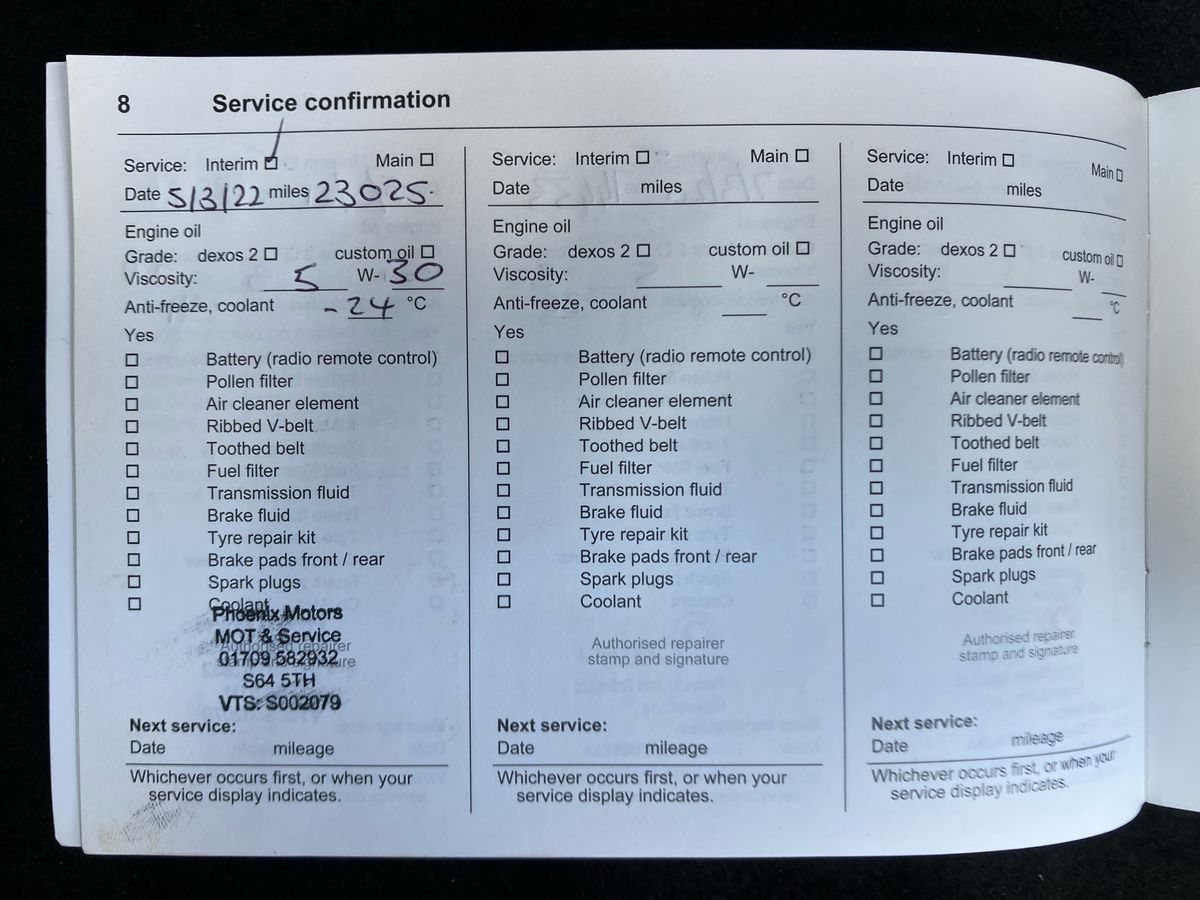 8 Service confirmation
Service: Interim ☑ Main ☐
Date 5/3/22 miles 23025.
Engine oil
Grade: dexos 2 ☐ custom oil ☐
Viscosity: 5 W- 30
Anti-freeze, coolant -24 °C
Yes
☐ Battery (radio remote control)
☐ Pollen filter
☐ Air cleaner element
☐ Ribbed V-belt
☐ Toothed belt
☐ Fuel filter
☐ Transmission fluid
☐ Brake fluid
☐ Tyre repair kit
☐ Brake pads front / rear
☐ Spark plugs
☐ Coolant
Phoenix Motors
MOT & Service
Authorised repairer
01709 582932
stamp and signature
S64 5TH
VTS: S002079
Next service:
Date mileage
Whichever occurs first, or when your
service display indicates.
Service: Interim ☐ Main ☐
Date miles
Engine oil
Grade: dexos 2 ☐ custom oil ☐
Viscosity: W-
Anti-freeze, coolant °C
Yes
☐ Battery (radio remote control)
☐ Pollen filter
☐ Air cleaner element
☐ Ribbed V-belt
☐ Toothed belt
☐ Fuel filter
☐ Transmission fluid
☐ Brake fluid
☐ Tyre repair kit
☐ Brake pads front / rear
☐ Spark plugs
☐ Coolant
Authorised repairer
stamp and signature
Next service:
Date mileage
Whichever occurs first, or when your
service display indicates.
Service: Interim ☐ Main ☐
Date miles
Engine oil
Grade: dexos 2 ☐ custom oil ☐
Viscosity: W-
Anti-freeze, coolant °C
Yes
☐ Battery (radio remote control)
☐ Pollen filter
☐ Air cleaner element
☐ Ribbed V-belt
☐ Toothed belt
☐ Fuel filter
☐ Transmission fluid
☐ Brake fluid
☐ Tyre repair kit
☐ Brake pads front / rear
☐ Spark plugs
☐ Coolant
Authorised repairer
stamp and signature
Next service:
Date mileage
Whichever occurs first, or when your
service display indicates.